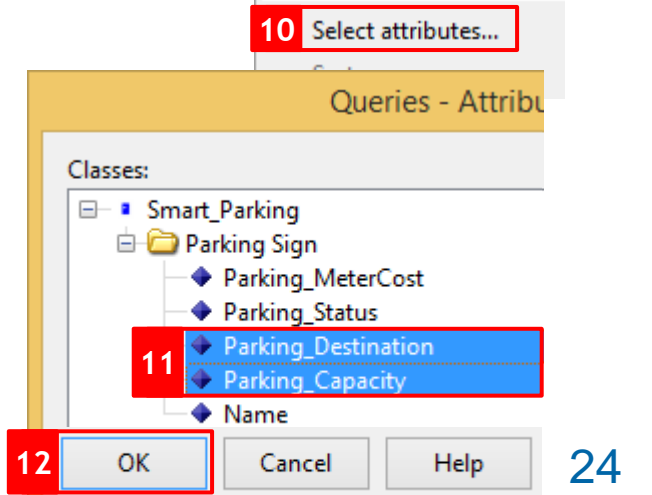 10 Select attributes...
Queries - Attribu
Classes:
Smart_Parking
Parking Sign
Parking_MeterCost
Parking_Status
11 Parking_Destination
Parking_Capacity
Name
12 OK Cancel Help 24